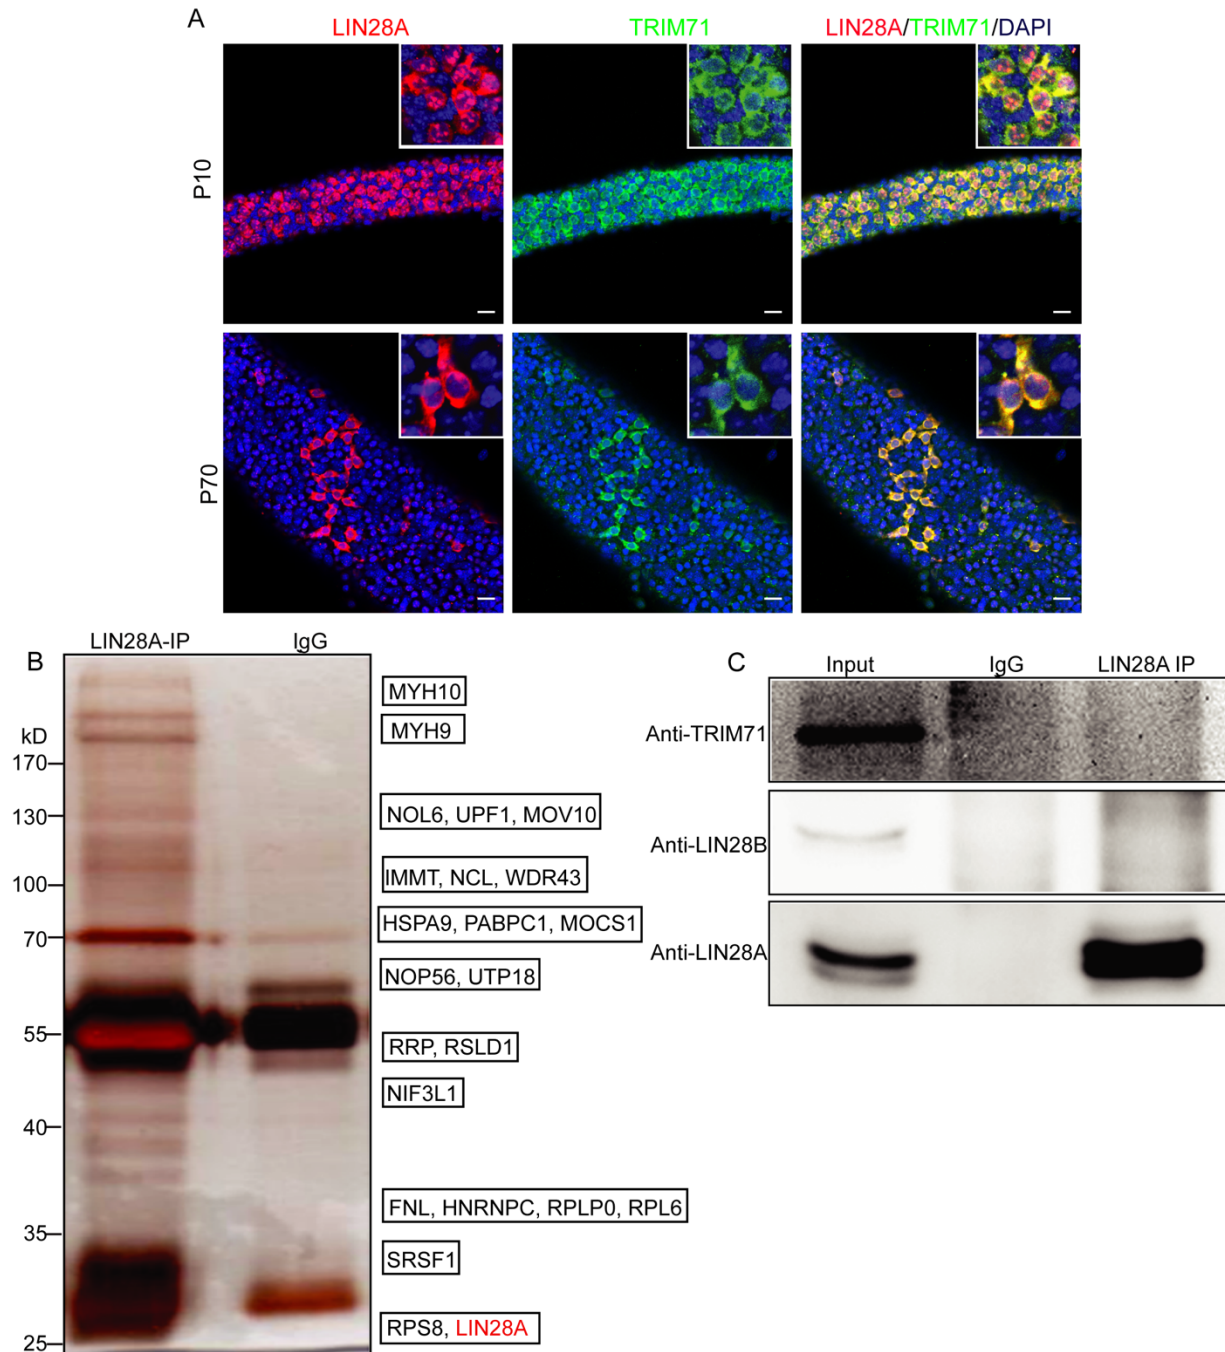 A
LIN28A
TRIM71
LIN28A/TRIM71/DAPI
P10
P70
B
LIN28A-IP
IgG
kD
170
130
100
70
55
40
35
25
MYH10
MYH9
NOL6, UPF1, MOV10
IMMT, NCL, WDR43
HSPA9, PABPC1, MOCS1
NOP56, UTP18
RRP, RSLD1
NIF3L1
FNL, HNRNPC, RPLP0, RPL6
SRSF1
RPS8, LIN28A
C
Input
IgG
LIN28A IP
Anti-TRIM71
Anti-LIN28B
Anti-LIN28A